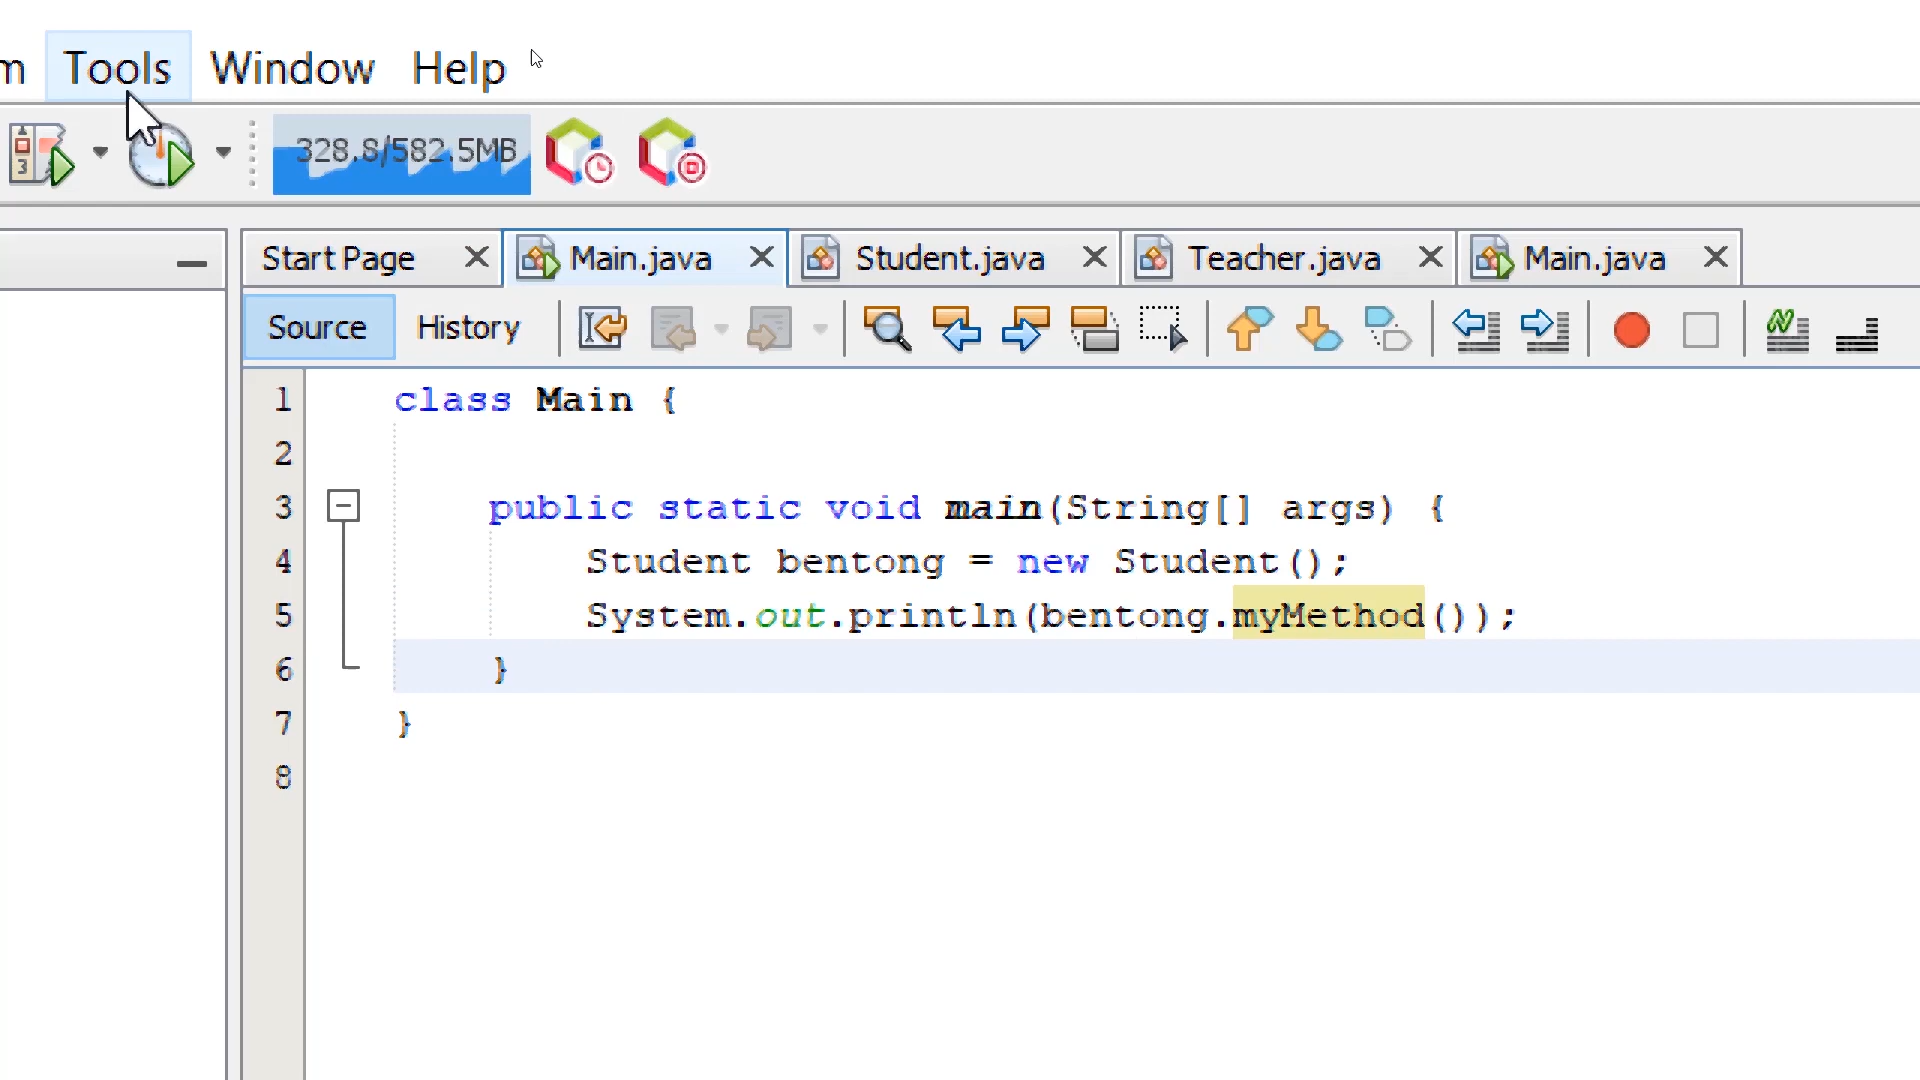 m Tools Window Help
328.8/582.5MB
Start Page Main.java Student.java Teacher.java Main.java
Source History
1 class Main {
2
3 public static void main(String[] args) {
4 Student bentong = new Student();
5 System.out.println(bentong.myMethod());
6 }
7 }
8